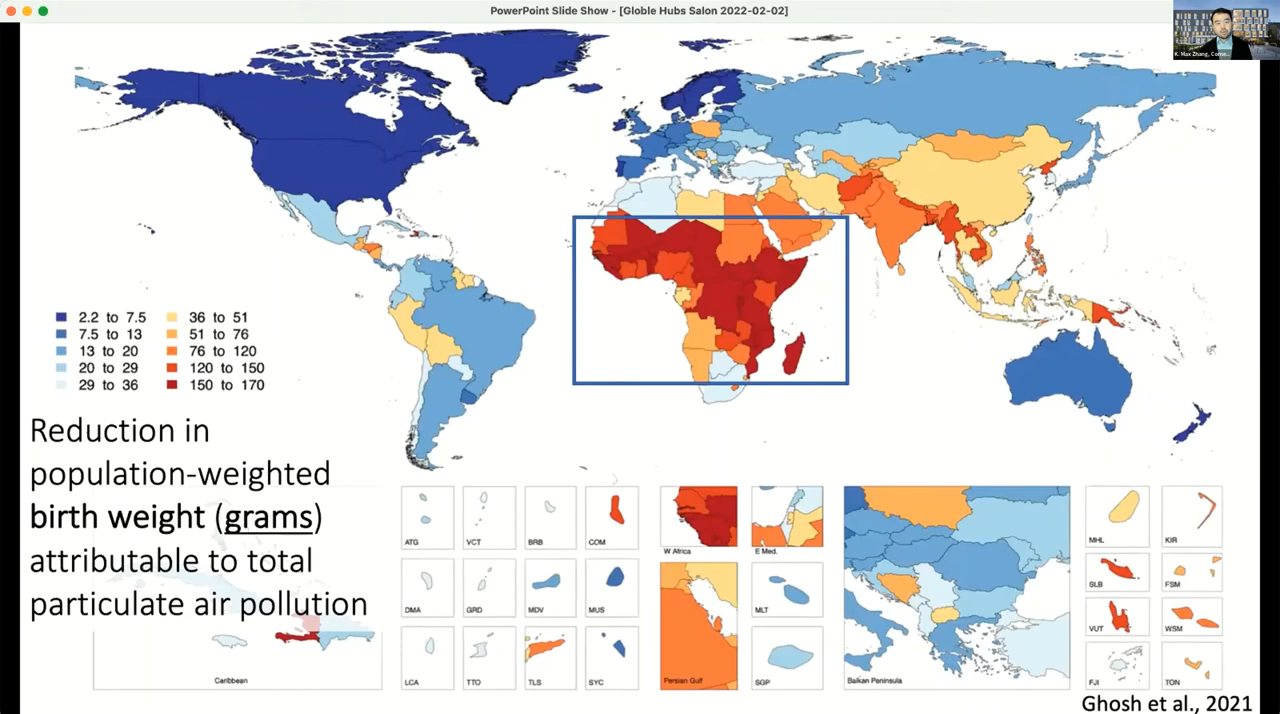 PowerPoint Slide Show - [Globle Hubs Salon 2022-02-02]
K. Max Zhang, Corne...
2.2 to 7.5
7.5 to 13
13 to 20
20 to 29
29 to 36
36 to 51
51 to 76
76 to 120
120 to 150
150 to 170
Reduction in
population-weighted
birth weight (grams)
attributable to total
particulate air pollution
Caribbean
ATG
VCT
BRB
COM
DMA
GRD
MDV
MUS
LCA
TTO
TLS
SYC
W Africa
E Med.
Persian Gulf
MLT
SGP
Balkan Peninsula
MHL
KIR
SLB
FSM
VUT
WSM
FJI
TON
Ghosh et al., 2021